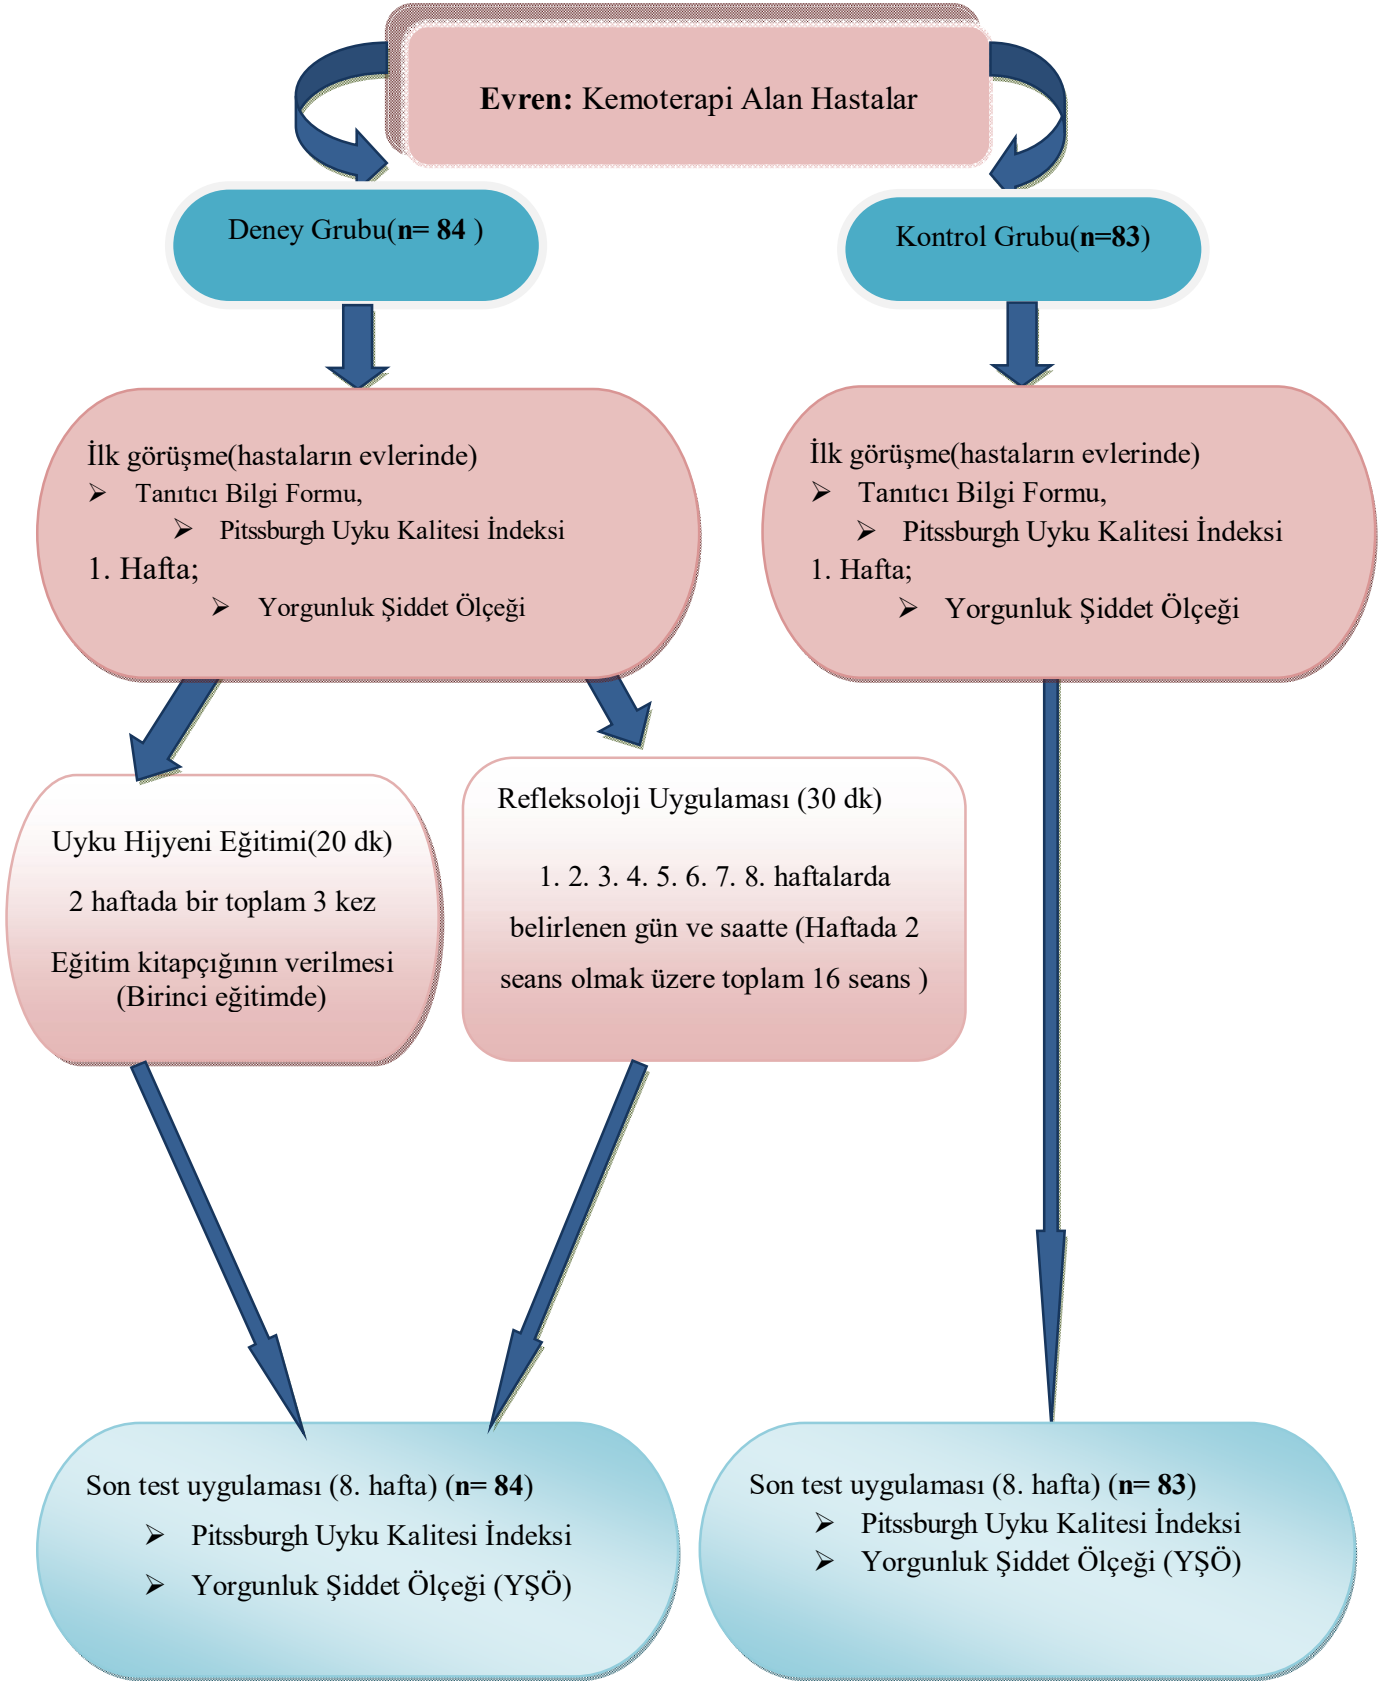 Evren: Kemoterapi Alan Hastalar
Deney Grubu(n= 84 )
Kontrol Grubu(n=83)
İlk görüşme(hastaların evlerinde)
➢ Tanıtıcı Bilgi Formu,
➢ Pitssburgh Uyku Kalitesi İndeksi
1. Hafta;
➢ Yorgunluk Şiddet Ölçeği
İlk görüşme(hastaların evlerinde)
➢ Tanıtıcı Bilgi Formu,
➢ Pitssburgh Uyku Kalitesi İndeksi
1. Hafta;
➢ Yorgunluk Şiddet Ölçeği
Uyku Hijyeni Eğitimi(20 dk)
2 haftada bir toplam 3 kez
Eğitim kitapçığının verilmesi
(Birinci eğitimde)
Refleksoloji Uygulaması (30 dk)
1. 2. 3. 4. 5. 6. 7. 8. haftalarda
belirlenen gün ve saatte (Haftada 2
seans olmak üzere toplam 16 seans )
Son test uygulaması (8. hafta) (n= 84)
➢ Pitssburgh Uyku Kalitesi İndeksi
➢ Yorgunluk Şiddet Ölçeği (YŞÖ)
Son test uygulaması (8. hafta) (n= 83)
➢ Pitssburgh Uyku Kalitesi İndeksi
➢ Yorgunluk Şiddet Ölçeği (YŞÖ)